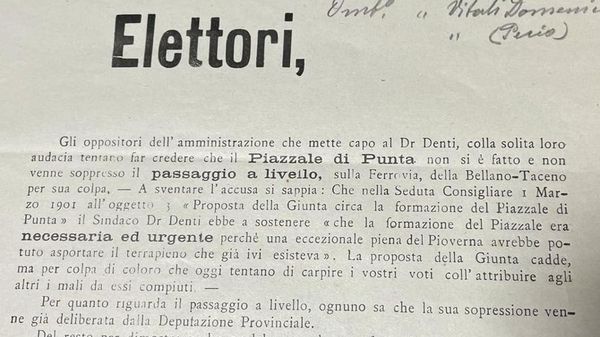 Omb.º " Vitali Domenic
" (Perio)
Elettori,
Gli oppositori dell'amministrazione che mette capo al Dr Denti, colla solita loro
audacia tentano far credere che il Piazzale di Punta non si è fatto e non
venne soppresso il passaggio a livello, sulla Ferrovia, della Bellano-Taceno
per sua colpa. — A sventare l'accusa si sappia: Che nella Seduta Consigliare 1 Mar-
zo 1901 all'oggetto 3 « Proposta della Giunta circa la formazione del Piazzale di
Punta » il Sindaco Dr Denti ebbe a sostenere « che la formazione del Piazzale era
necessaria ed urgente perchè una eccezionale piena del Pioverna avrebbe po-
tuto asportare il terrapieno che già ivi esisteva ». La proposta della Giunta cadde,
ma per colpa di coloro che oggi tentano di carpire i vostri voti coll'attribuire agli
altri i mali da essi compiuti. —
Per quanto riguarda il passaggio a livello, ognuno sa che la sua sopressione ven-
ne già deliberata dalla Deputazione Provinciale.